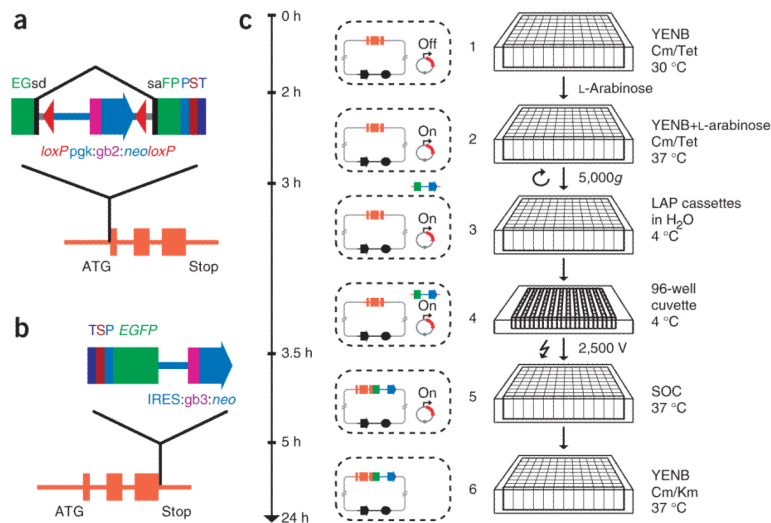 a
EGsd
saFPPST
loxPpgk:gb2:neoloxP
ATG
Stop
b
TSP EGFP
IRES:gb3:neo
ATG
Stop
c
0 h
2 h
3 h
3.5 h
5 h
24 h
Off
1
YENB
Cm/Tet
30 °C
L-Arabinose
On
2
YENB+L-arabinose
Cm/Tet
37 °C
5,000g
On
3
LAP cassettes
in H2O
4 °C
On
4
96-well
cuvette
4 °C
2,500 V
On
5
SOC
37 °C
6
YENB
Cm/Km
37 °C